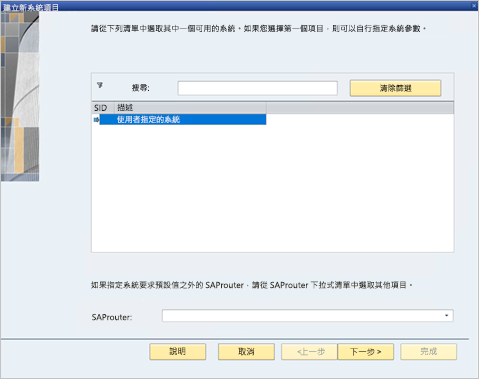 建立新系統項目
請從下列清單中選取其中一個可用的系統。如果您選擇第一個項目，則可以自行指定系統參數。
搜尋:
清除篩選
SID 描述
使用者指定的系統
如果指定系統要求預設值之外的 SAProuter，請從 SAProuter 下拉式清單中選取其他項目。
SAProuter:
說明 取消 <上一步 下一步 > 完成